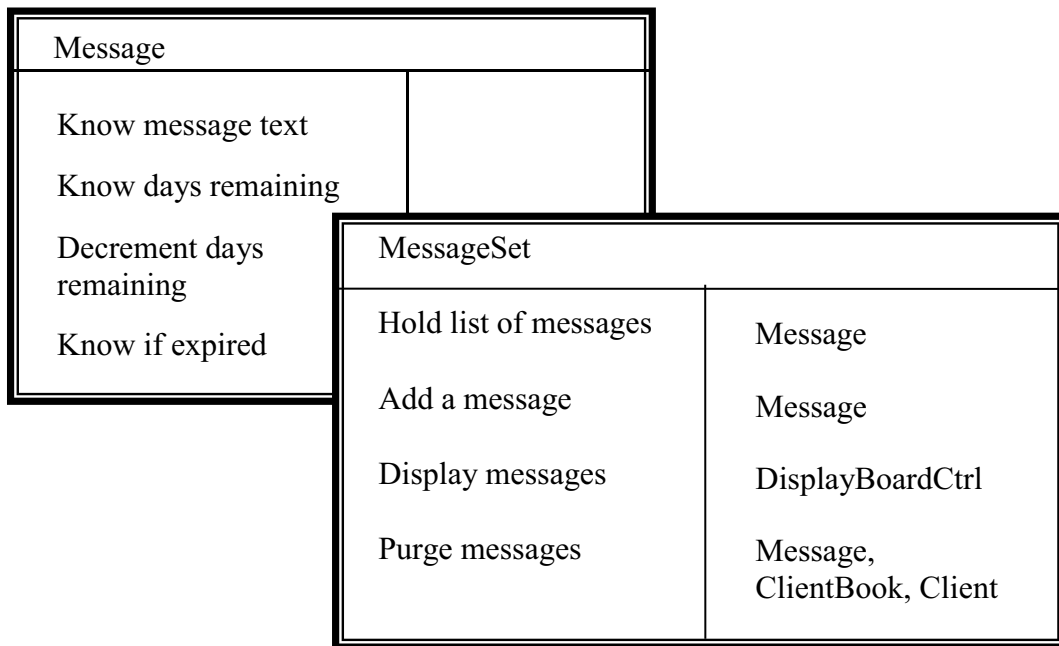 Message
Know message text
Know days remaining
Decrement days
remaining
Know if expired
MessageSet
Hold list of messages
Message
Add a message
Message
Display messages
DisplayBoardCtrl
Purge messages
Message,
ClientBook, Client